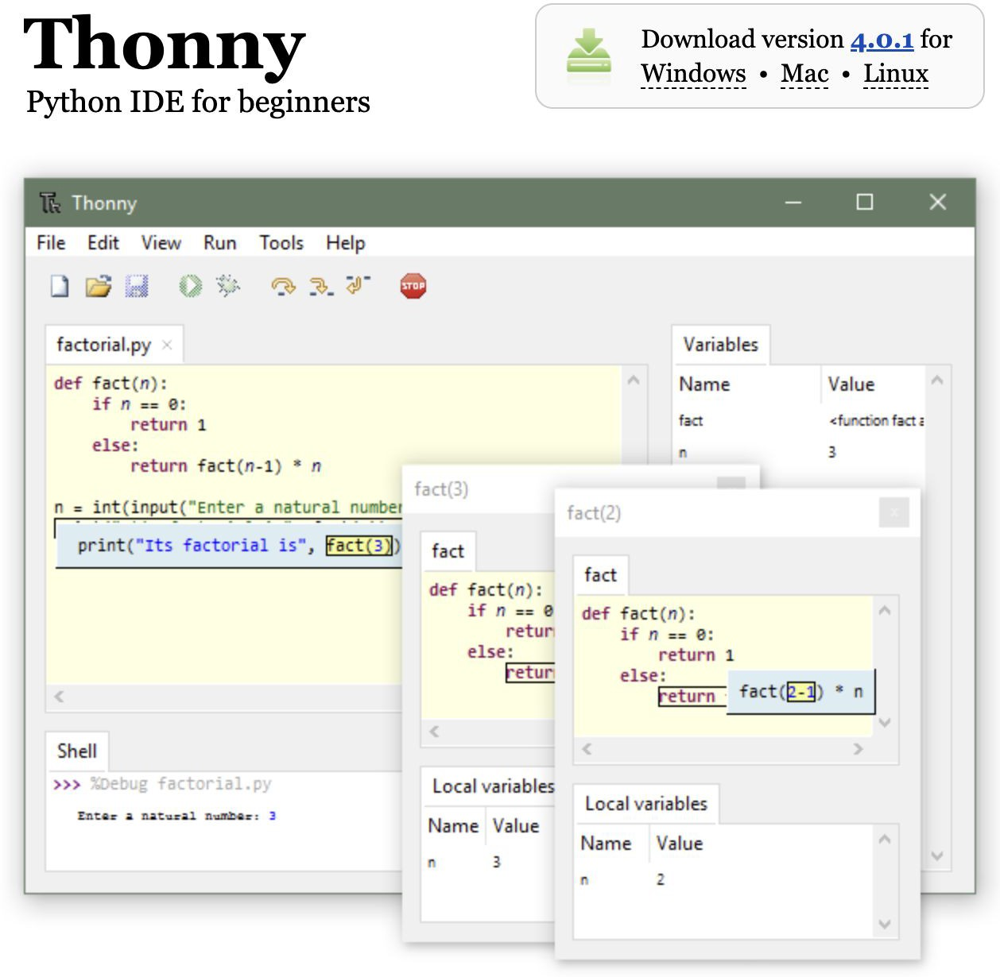 Thonny
Python IDE for beginners
Download version 4.0.1 for
Windows • Mac • Linux
Thonny
File Edit View Run Tools Help
STOP
factorial.py
def fact(n):
if n == 0:
return 1
else:
return fact(n-1) * n
n = int(input("Enter a natural number
print("Its factorial is", fact(3))
Variables
Name Value
fact <function fact a
n 3
Shell
>>> %Debug factorial.py
Enter a natural number: 3
fact(3)
fact
def fact(n):
if n == 0
return
else:
return
Local variables
Name Value
n 3
fact(2)
fact
def fact(n):
if n == 0:
return 1
else:
return fact(2-1) * n
Local variables
Name Value
n 2